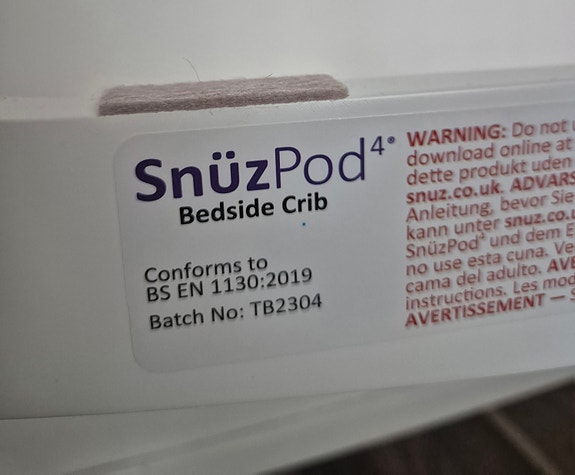 SnüzPod⁴®
Bedside Crib
Conforms to
BS EN 1130:2019
Batch No: TB2304
WARNING: Do not
download online at
dette produkt uden
snuz.co.uk. ADVARS
Anleitung, bevor Sie
kann unter snuz.co.u
SnüzPod⁴ und dem E
no use esta cuna. Ve
cama del adulto. AVE
instructions. Les mod
AVERTISSEMENT — S